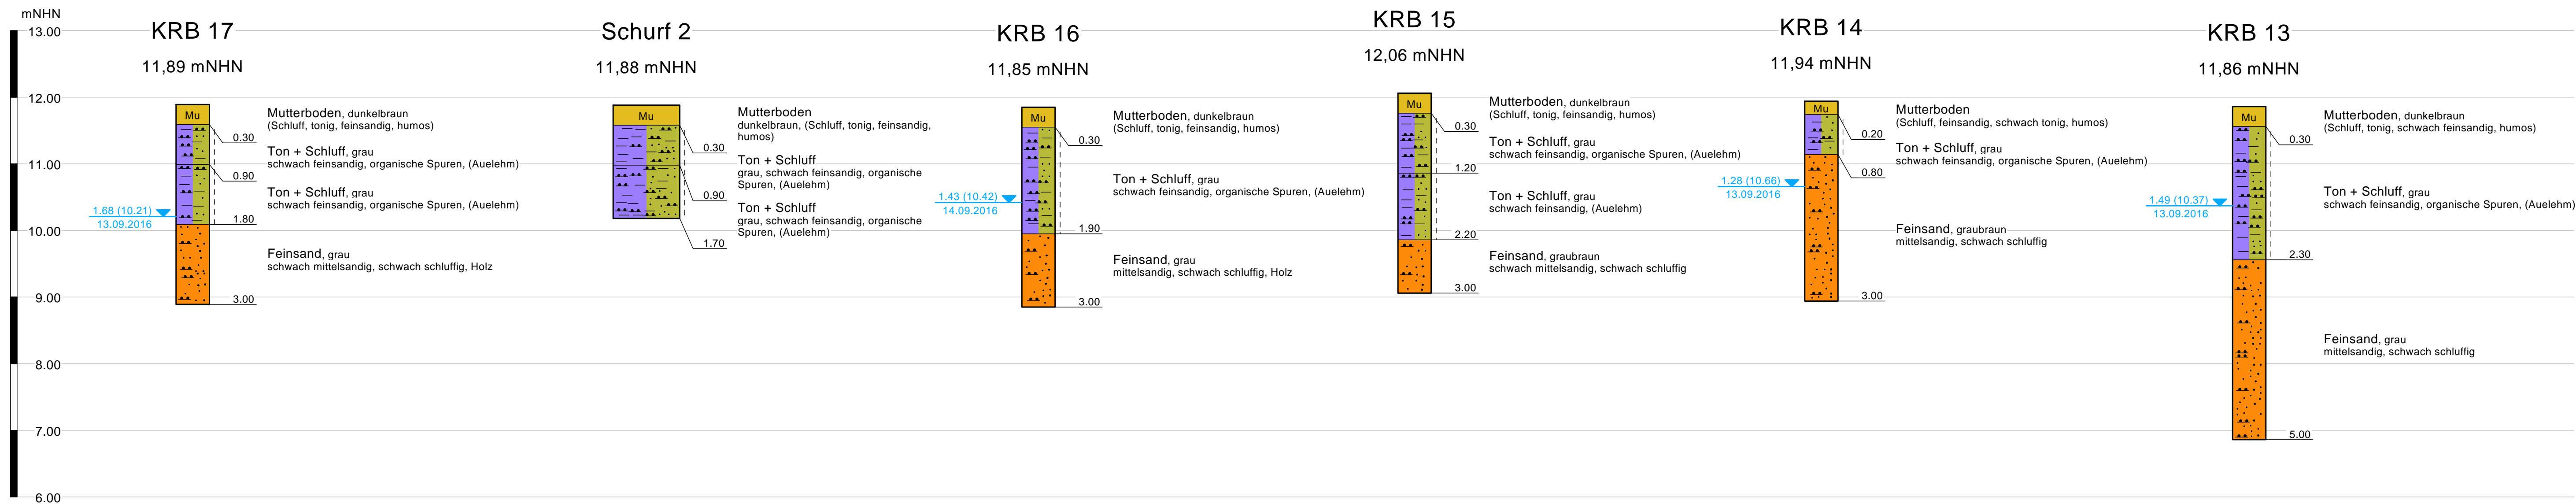 mNHN
13.00
12.00
11.00
10.00
9.00
8.00
7.00
6.00
KRB 17
11,89 mNHN
Mu
0.30
0.90
1.80
3.00
1.68 (10.21)
13.09.2016
Mutterboden, dunkelbraun
(Schluff, tonig, feinsandig, humos)
Ton + Schluff, grau
schwach feinsandig, organische Spuren, (Auelehm)
Ton + Schluff, grau
schwach feinsandig, organische Spuren, (Auelehm)
Feinsand, grau
schwach mittelsandig, schwach schluffig, Holz
Schurf 2
11,88 mNHN
Mu
0.30
0.90
1.70
Mutterboden
dunkelbraun, (Schluff, tonig, feinsandig,
humos)
Ton + Schluff
grau, schwach feinsandig, organische
Spuren, (Auelehm)
Ton + Schluff
grau, schwach feinsandig, organische
Spuren, (Auelehm)
KRB 16
11,85 mNHN
Mu
0.30
1.90
3.00
1.43 (10.42)
14.09.2016
Mutterboden, dunkelbraun
(Schluff, tonig, feinsandig, humos)
Ton + Schluff, grau
schwach feinsandig, organische Spuren, (Auelehm)
Feinsand, grau
mittelsandig, schwach schluffig, Holz
KRB 15
12,06 mNHN
Mu
0.30
1.20
2.20
3.00
Mutterboden, dunkelbraun
(Schluff, tonig, feinsandig, humos)
Ton + Schluff, grau
schwach feinsandig, organische Spuren, (Auelehm)
Ton + Schluff, grau
schwach feinsandig, (Auelehm)
Feinsand, graubraun
schwach mittelsandig, schwach schluffig
KRB 14
11,94 mNHN
Mu
0.20
0.80
3.00
1.28 (10.66)
13.09.2016
Mutterboden
(Schluff, feinsandig, schwach tonig, humos)
Ton + Schluff, grau
schwach feinsandig, organische Spuren, (Auelehm)
Feinsand, graubraun
mittelsandig, schwach schluffig
KRB 13
11,86 mNHN
Mu
0.30
2.30
5.00
1.49 (10.37)
13.09.2016
Mutterboden, dunkelbraun
(Schluff, tonig, schwach feinsandig, humos)
Ton + Schluff, grau
schwach feinsandig, organische Spuren, (Auelehm)
Feinsand, grau
mittelsandig, schwach schluffig